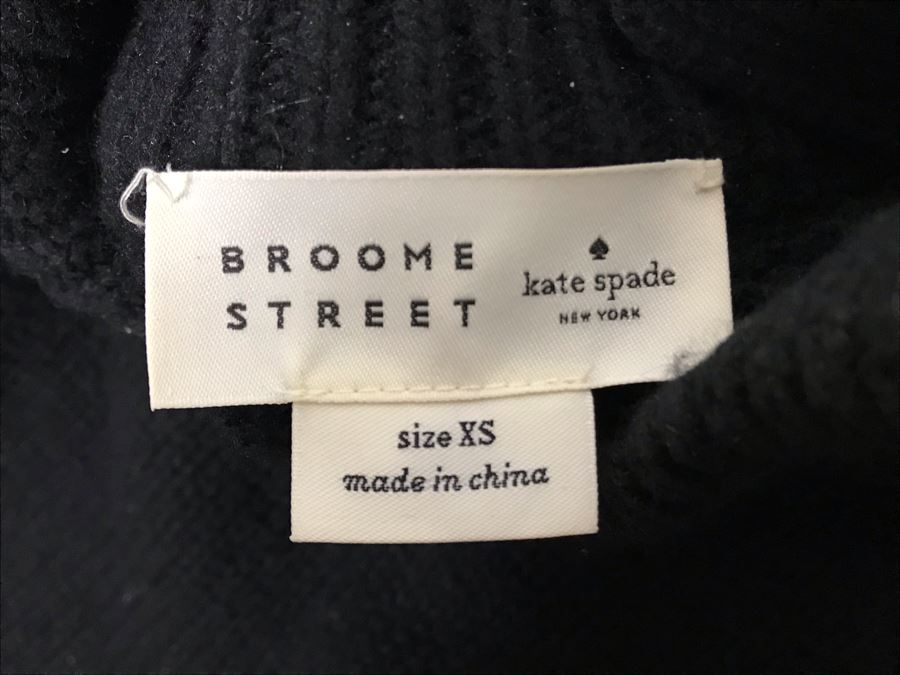 BROOME
STREET
kate spade
NEW YORK
size XS
made in china